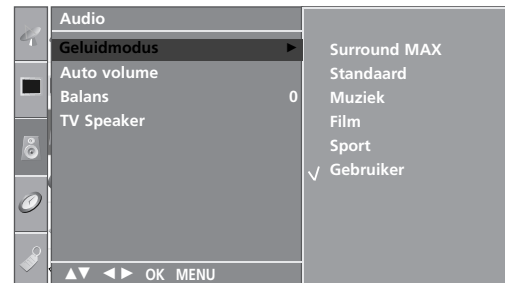 Audio
Geluidmodus ►
Auto volume
Balans 0
TV Speaker
▲▼ ◄► OK MENU
Surround MAX
Standaard
Muziek
Film
Sport
✓ Gebruiker